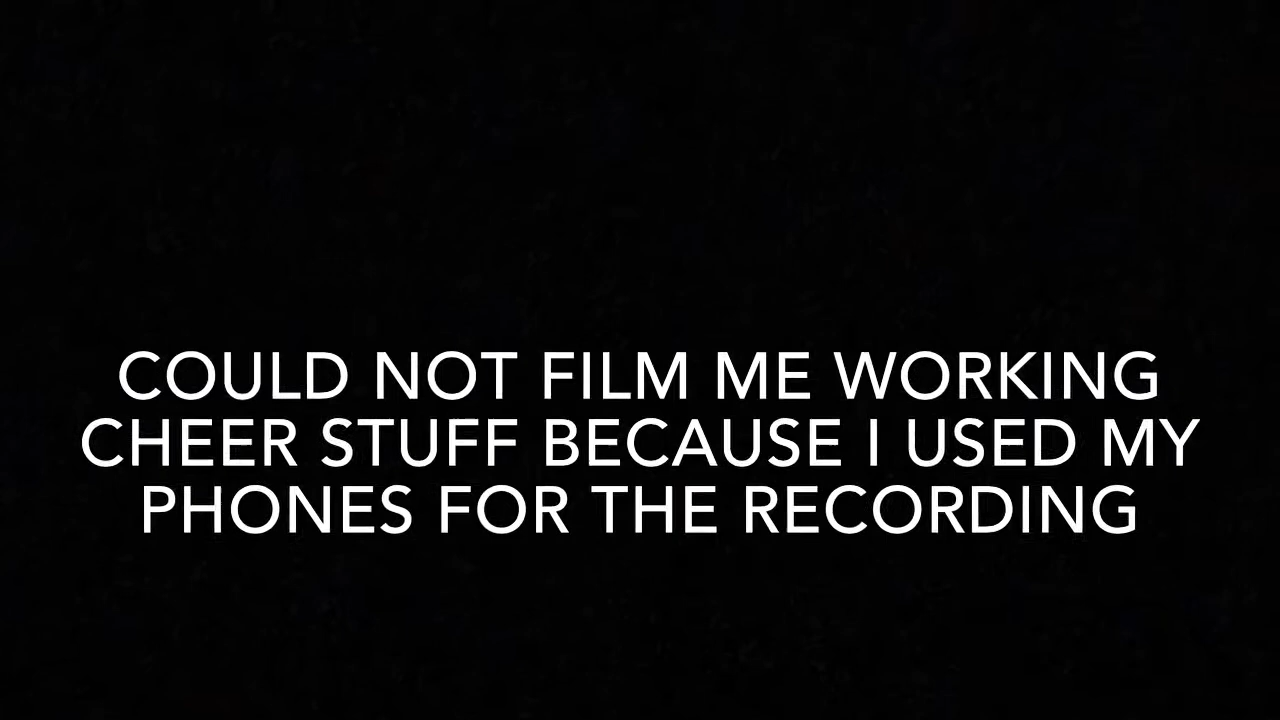 COULD NOT FILM ME WORKING
CHEER STUFF BECAUSE I USED MY
PHONES FOR THE RECORDING